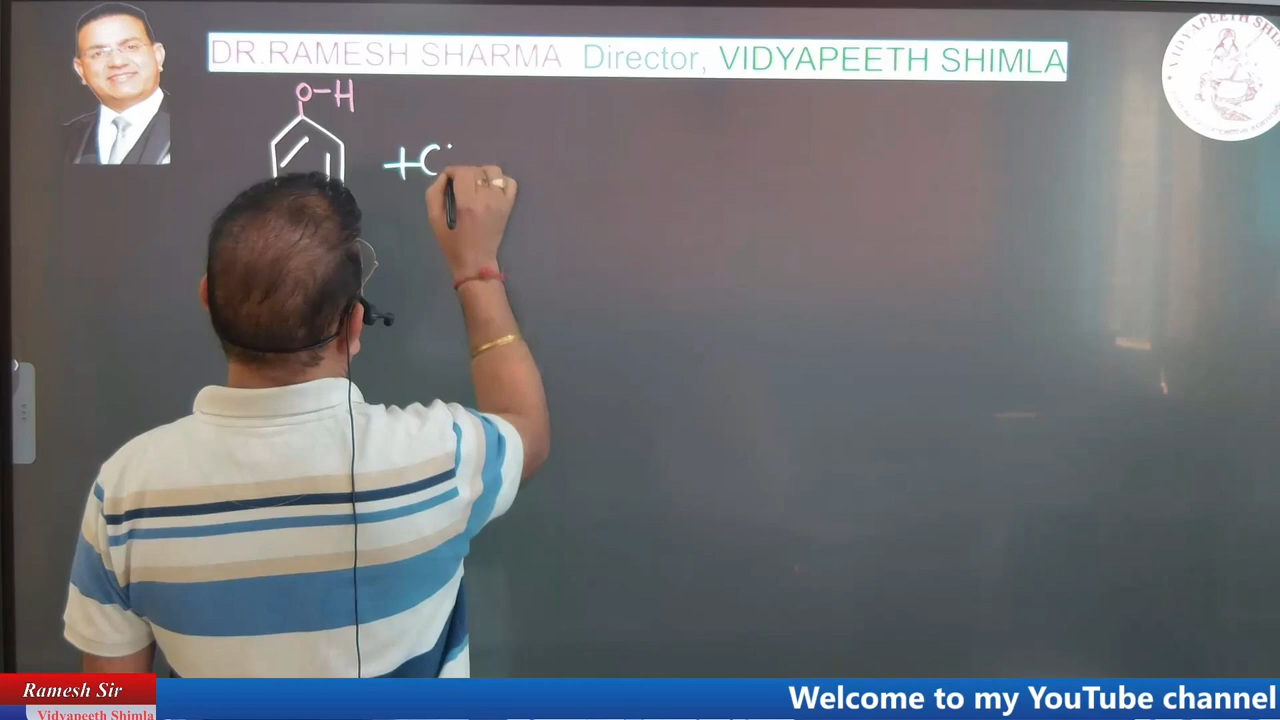 DR.RAMESH SHARMA Director, VIDYAPEETH SHIMLA
O-H
+C
Ramesh Sir
Vidyapeeth Shimla
Welcome to my YouTube channel